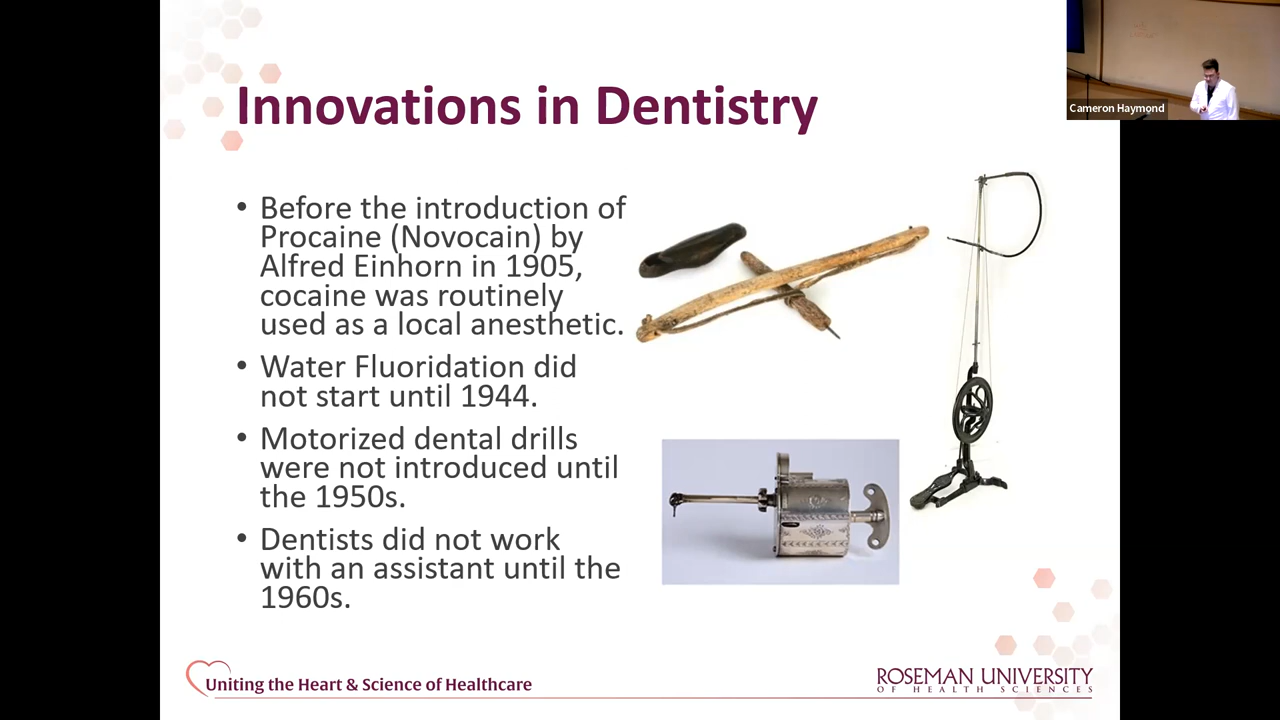 Innovations in Dentistry
Cameron Haymond
• Before the introduction of
Procaine (Novocain) by
Alfred Einhorn in 1905,
cocaine was routinely
used as a local anesthetic.
• Water Fluoridation did
not start until 1944.
• Motorized dental drills
were not introduced until
the 1950s.
• Dentists did not work
with an assistant until the
1960s.
Uniting the Heart & Science of Healthcare
ROSEMAN UNIVERSITY
OF HEALTH SCIENCES